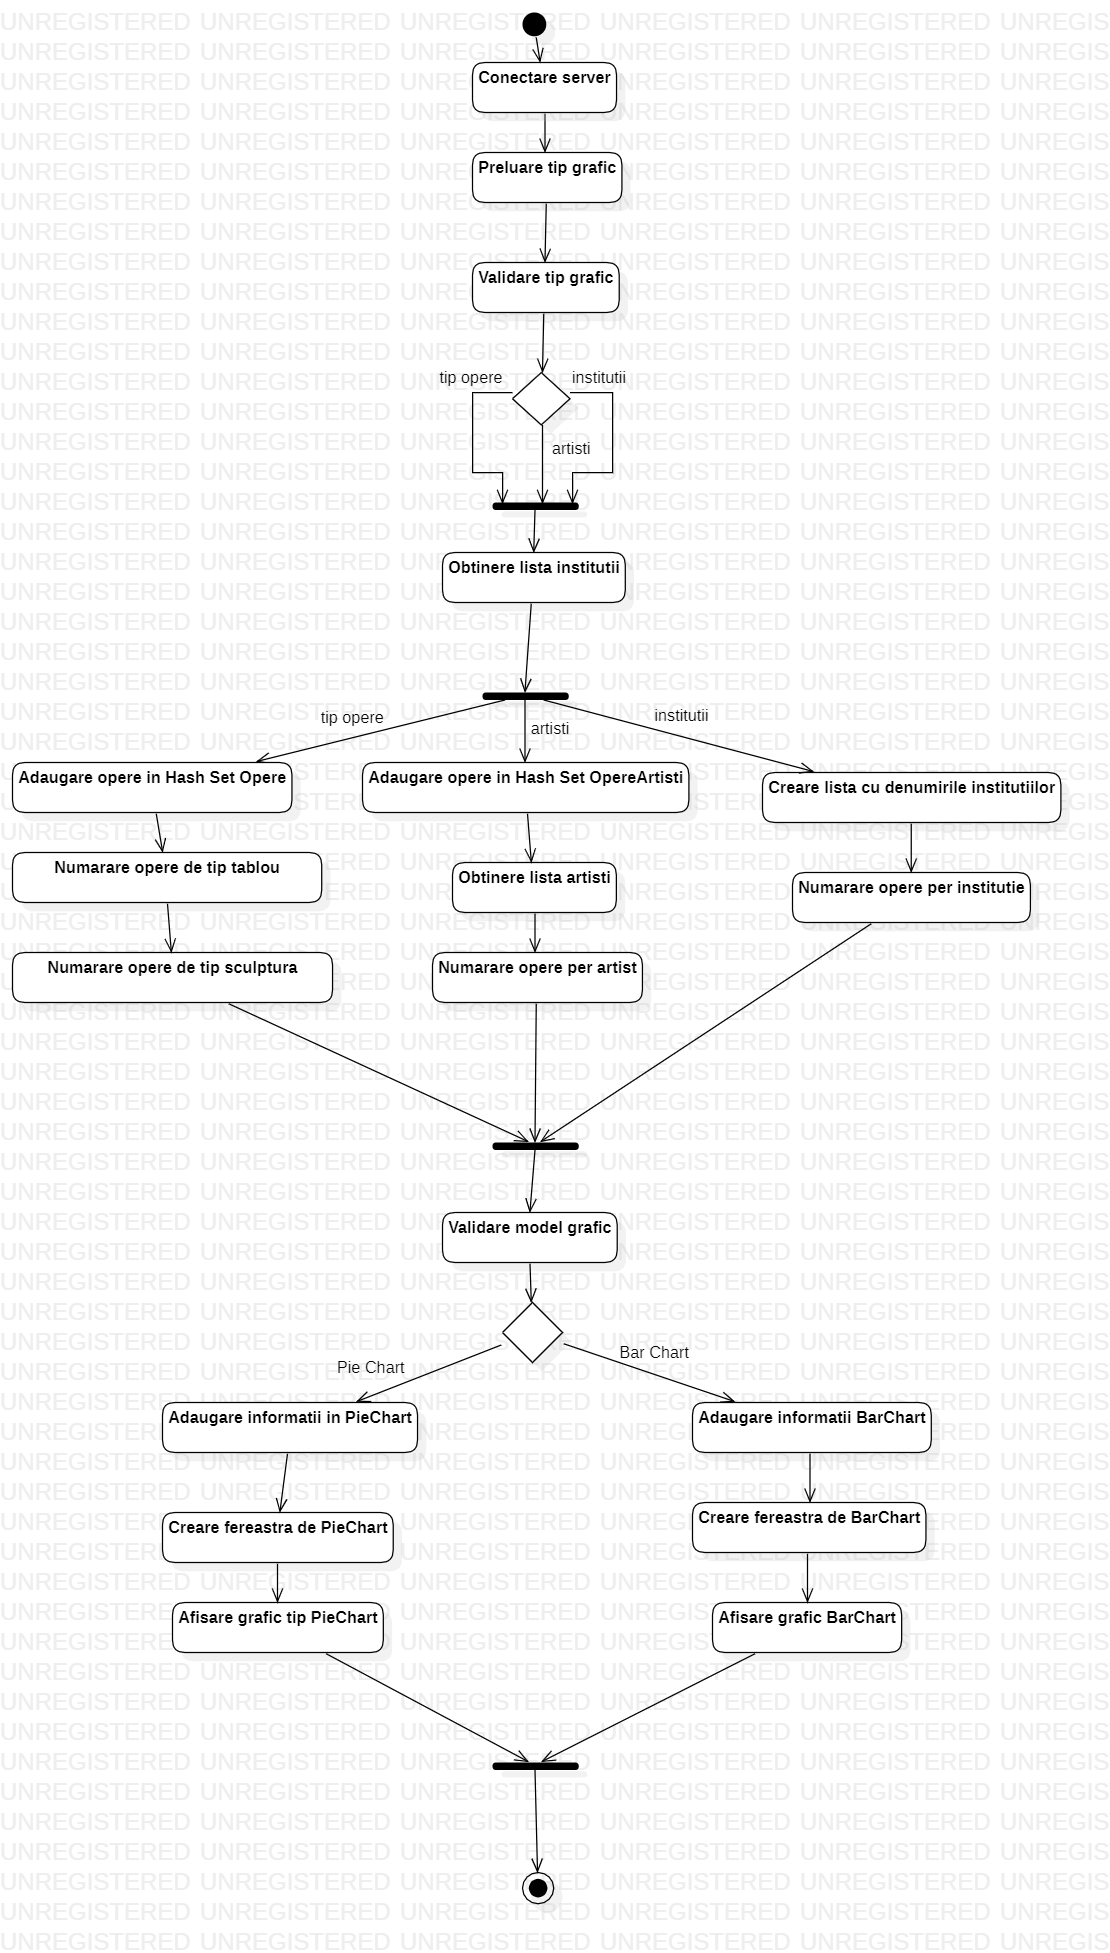 Conectare server
Preluare tip grafic
Validare tip grafic
tip opere
institutii
artisti
Obtinere lista institutii
tip opere
artisti
institutii
Adaugare opere in Hash Set Opere
Adaugare opere in Hash Set OpereArtisti
Creare lista cu denumirile institutiilor
Numarare opere de tip tablou
Obtinere lista artisti
Numarare opere per institutie
Numarare opere de tip sculptura
Numarare opere per artist
Validare model grafic
Pie Chart
Bar Chart
Adaugare informatii in PieChart
Adaugare informatii BarChart
Creare fereastra de PieChart
Creare fereastra de BarChart
Afisare grafic tip PieChart
Afisare grafic BarChart